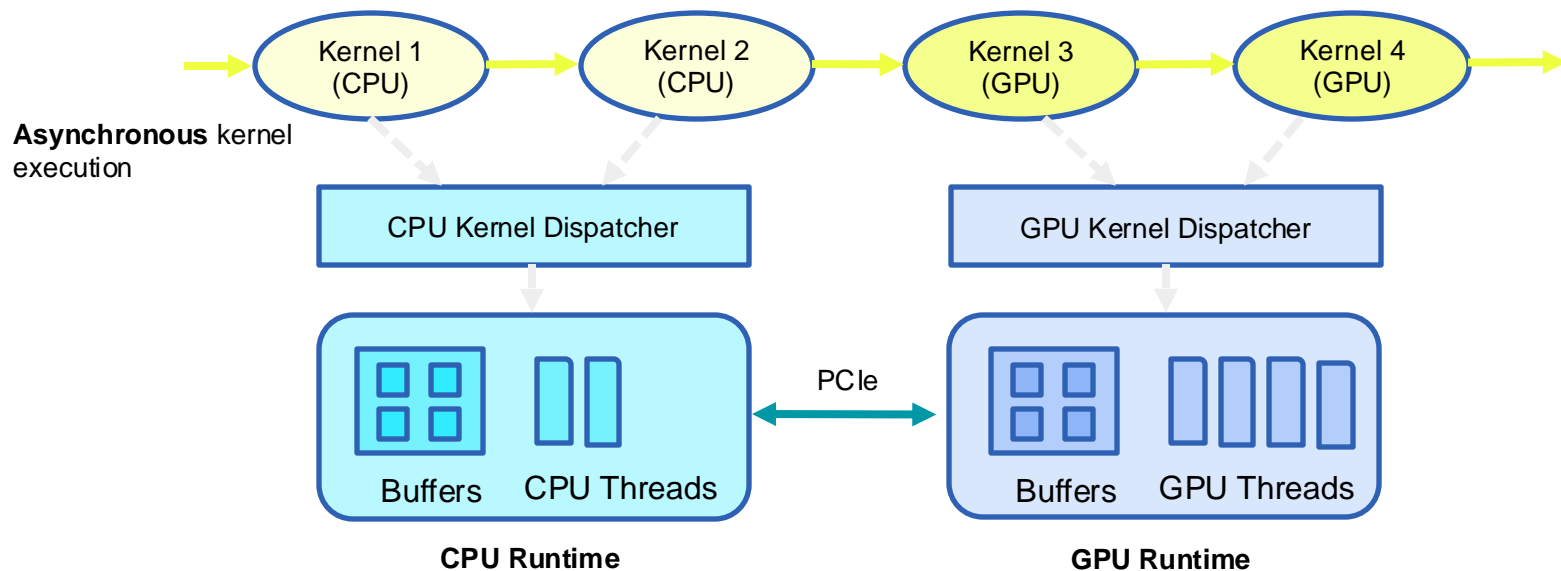 Kernel 1
(CPU)
Kernel 2
(CPU)
Kernel 3
(GPU)
Kernel 4
(GPU)
Asynchronous kernel
execution
CPU Kernel Dispatcher
GPU Kernel Dispatcher
PCIe
Buffers
CPU Threads
Buffers
GPU Threads
CPU Runtime
GPU Runtime